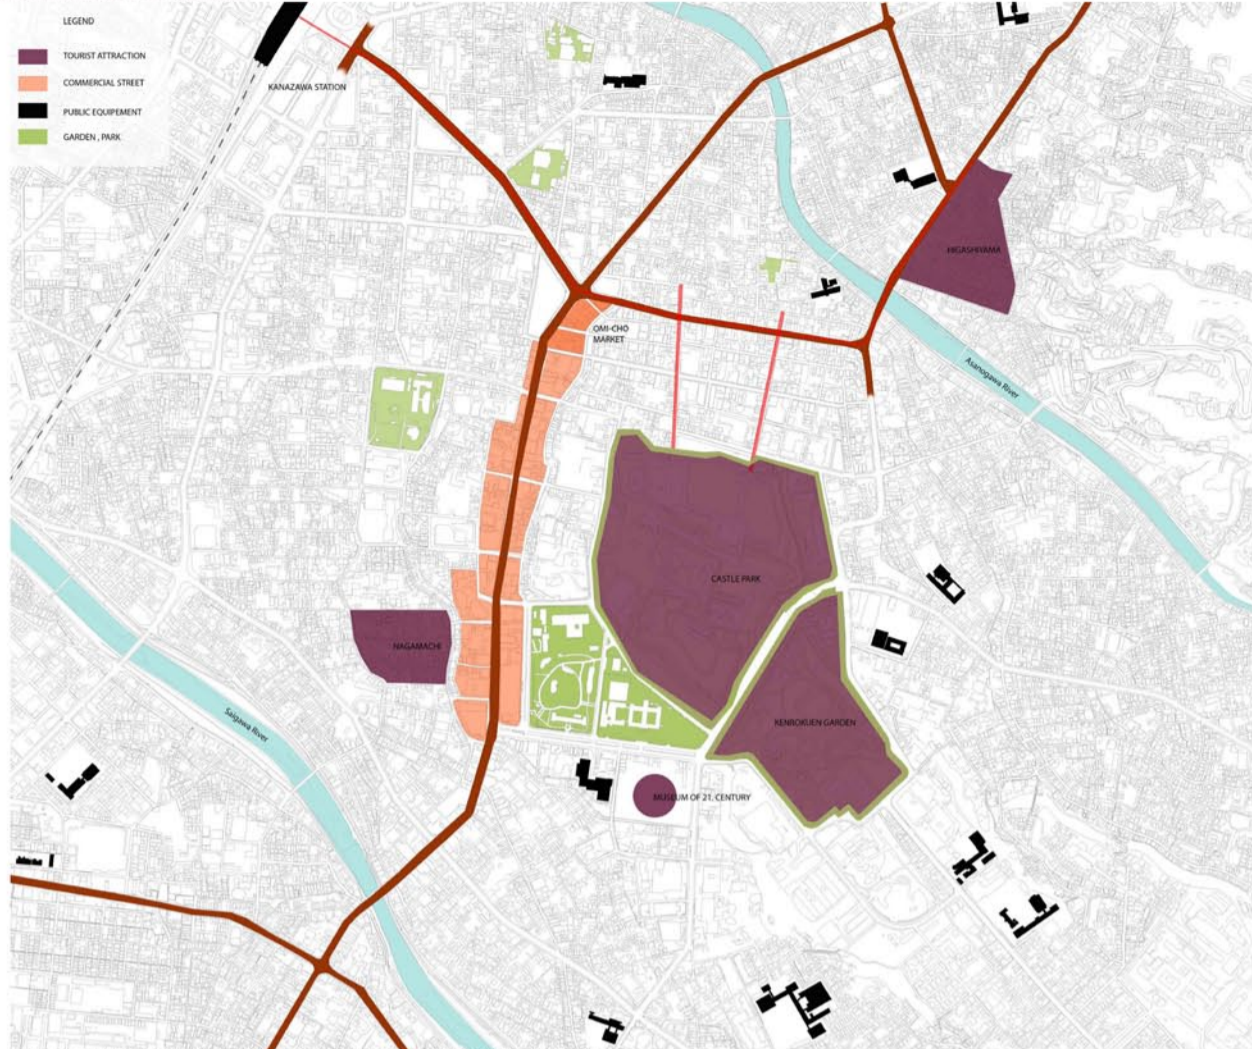 LEGEND
TOURIST ATTRACTION
COMMERCIAL STREET
PUBLIC EQUIPEMENT
GARDEN , PARK
KANAZAWA STATION
HIGASHIYAMA
OMI-CHO
MARKET
Asanogawa River
CASTLE PARK
NAGAMACHI
Saigawa River
KENROKUEN GARDEN
MUSEUM OF 21. CENTURY